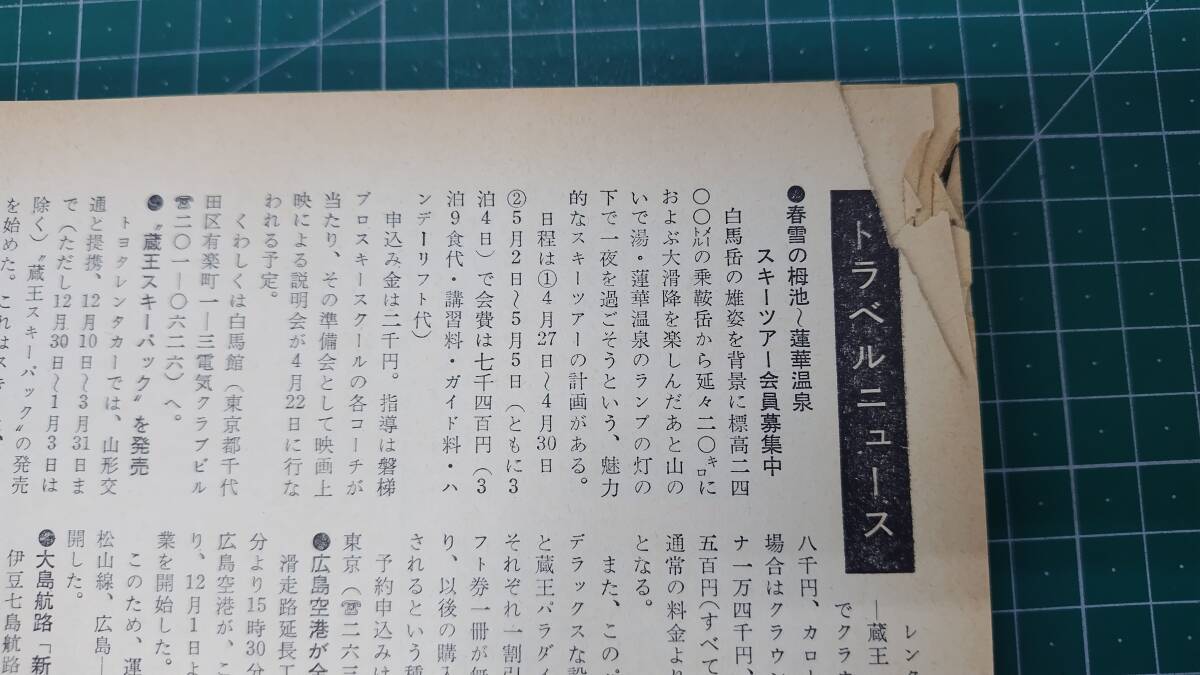 トラベルニュース
●春雪の栂池〜蓮華温泉
スキーツアー会員募集中
白馬岳の雄姿を背景に標高二四
〇〇㍍の乗鞍岳から延々二〇㌔に
およぶ大滑降を楽しんだあと山の
いで湯・蓮華温泉のランプの灯の
下で一夜を過ごそうという、魅力
的なスキーツアーの計画がある。
日程は①4月27日〜4月30日
②5月2日〜5月5日（ともに3
泊4日）で会費は七千四百円（3
泊9食代・講習料・ガイド料・ハ
ンデーリフト代）
申込み金は二千円。指導は磐梯
プロスキースクールの各コーチが
当たり、その準備会として映画上
映による説明会が4月22日に行な
われる予定。
くわしくは白馬館（東京都千代
田区有楽町一―三電気クラブビル
☎二〇一―〇六二六）へ。
●〝蔵王スキーパック〟を発売
トヨタレンタカーでは、山形交
通と提携、12月10日〜3月31日ま
で（ただし12月30日〜1月3日は
除く）〝蔵王スキーパック〟の発売
を始めた。これはス
レンタ
―蔵王
でクラウ
八千円、カロー
場合はクラウン
ナ一万四千円、
五百円（すべて
通常の料金より
となる。
また、この
デラックスな設
と蔵王パラダイ
それぞれ一割引
フト券一冊が無
り、以後の購入
されるという種
予約申込みは
東京（☎二六三
●広島空港が全
滑走路延長工
分より15時30分
広島空港が、こ
り、12月1日よ
業を開始した。
このため、運
松山線、広島―
開した。
●大島航路「新
伊豆七島航路